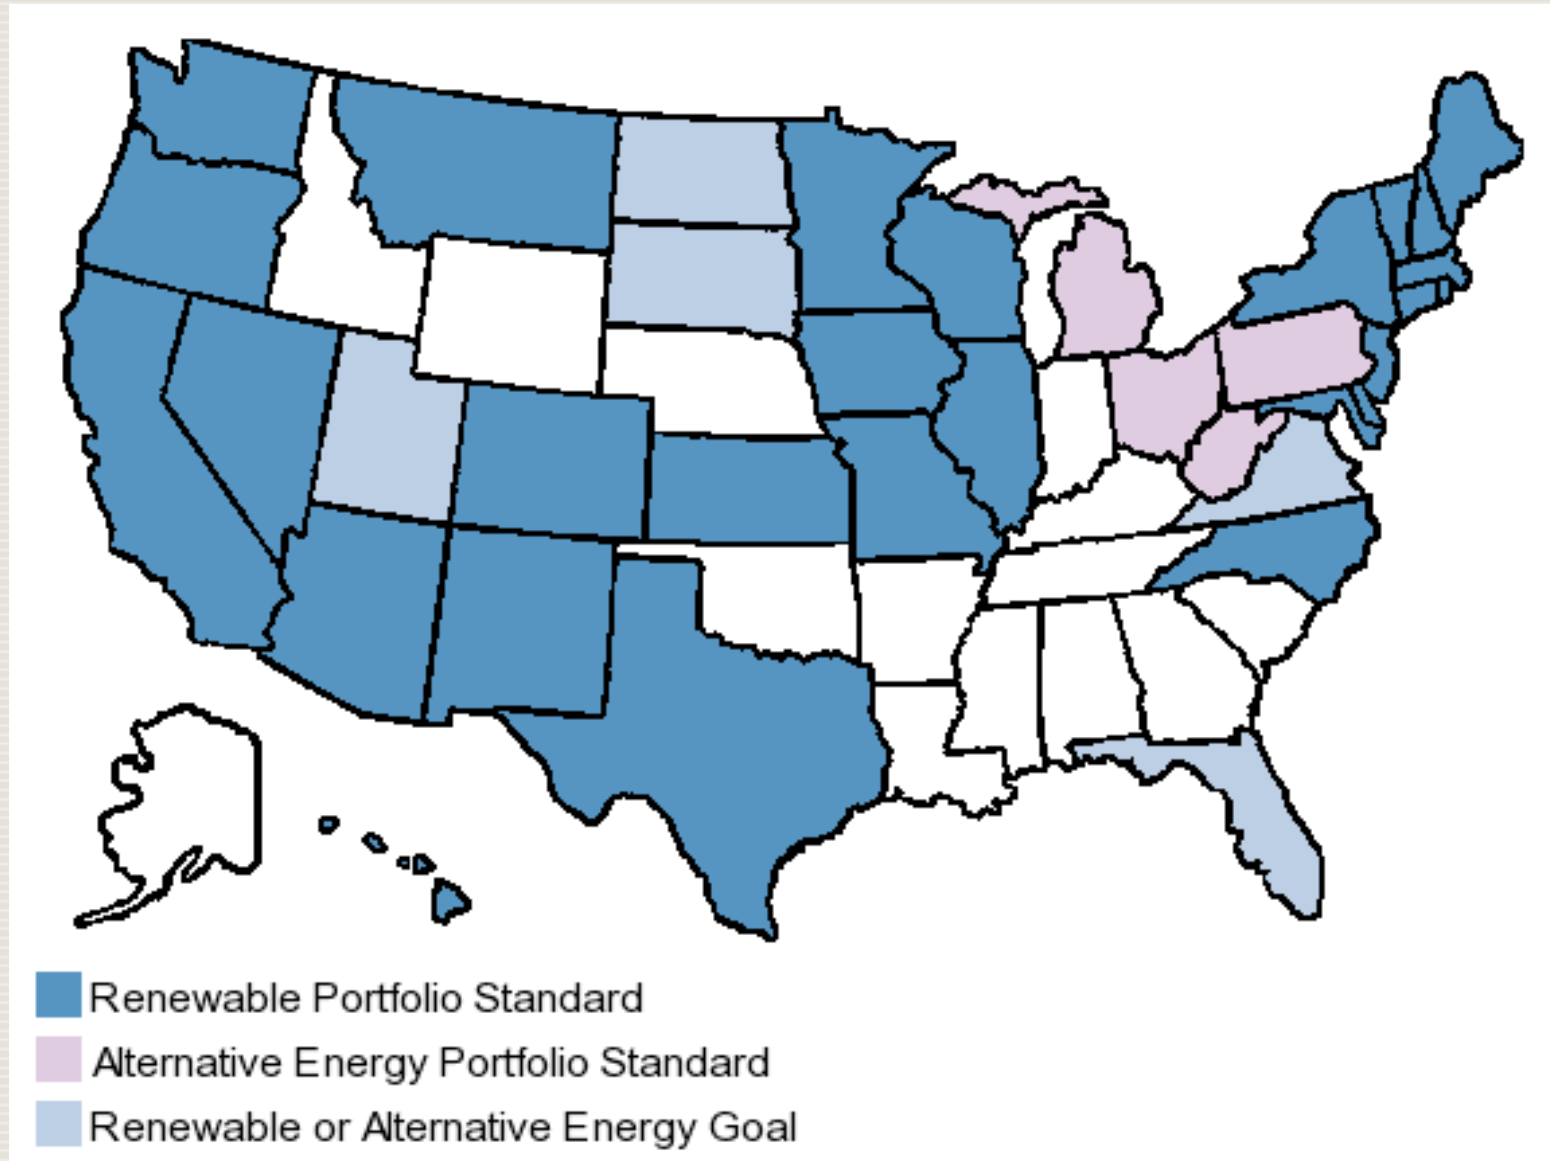 Renewable Portfolio Standard
Alternative Energy Portfolio Standard
Renewable or Alternative Energy Goal